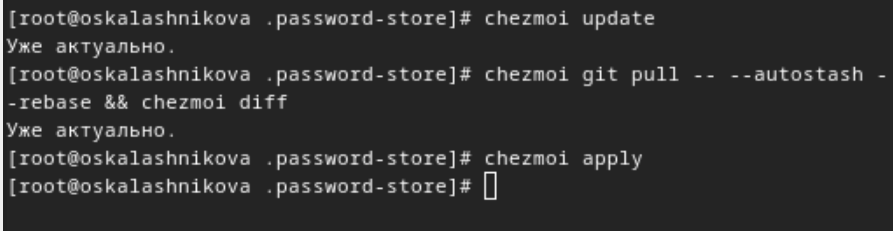 [root@oskalashnikova .password-store]# chezmoi update
Уже актуально.
[root@oskalashnikova .password-store]# chezmoi git pull -- --autostash -
-rebase && chezmoi diff
Уже актуально.
[root@oskalashnikova .password-store]# chezmoi apply
[root@oskalashnikova .password-store]#